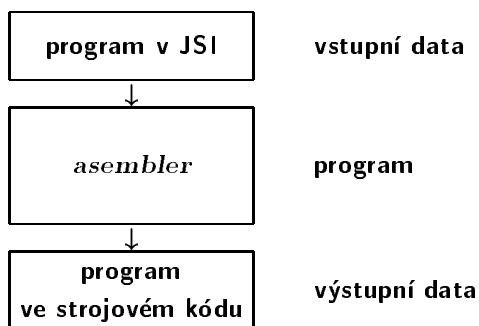 program v JSI vstupní data
asembler program
program
ve strojovém kódu výstupní data